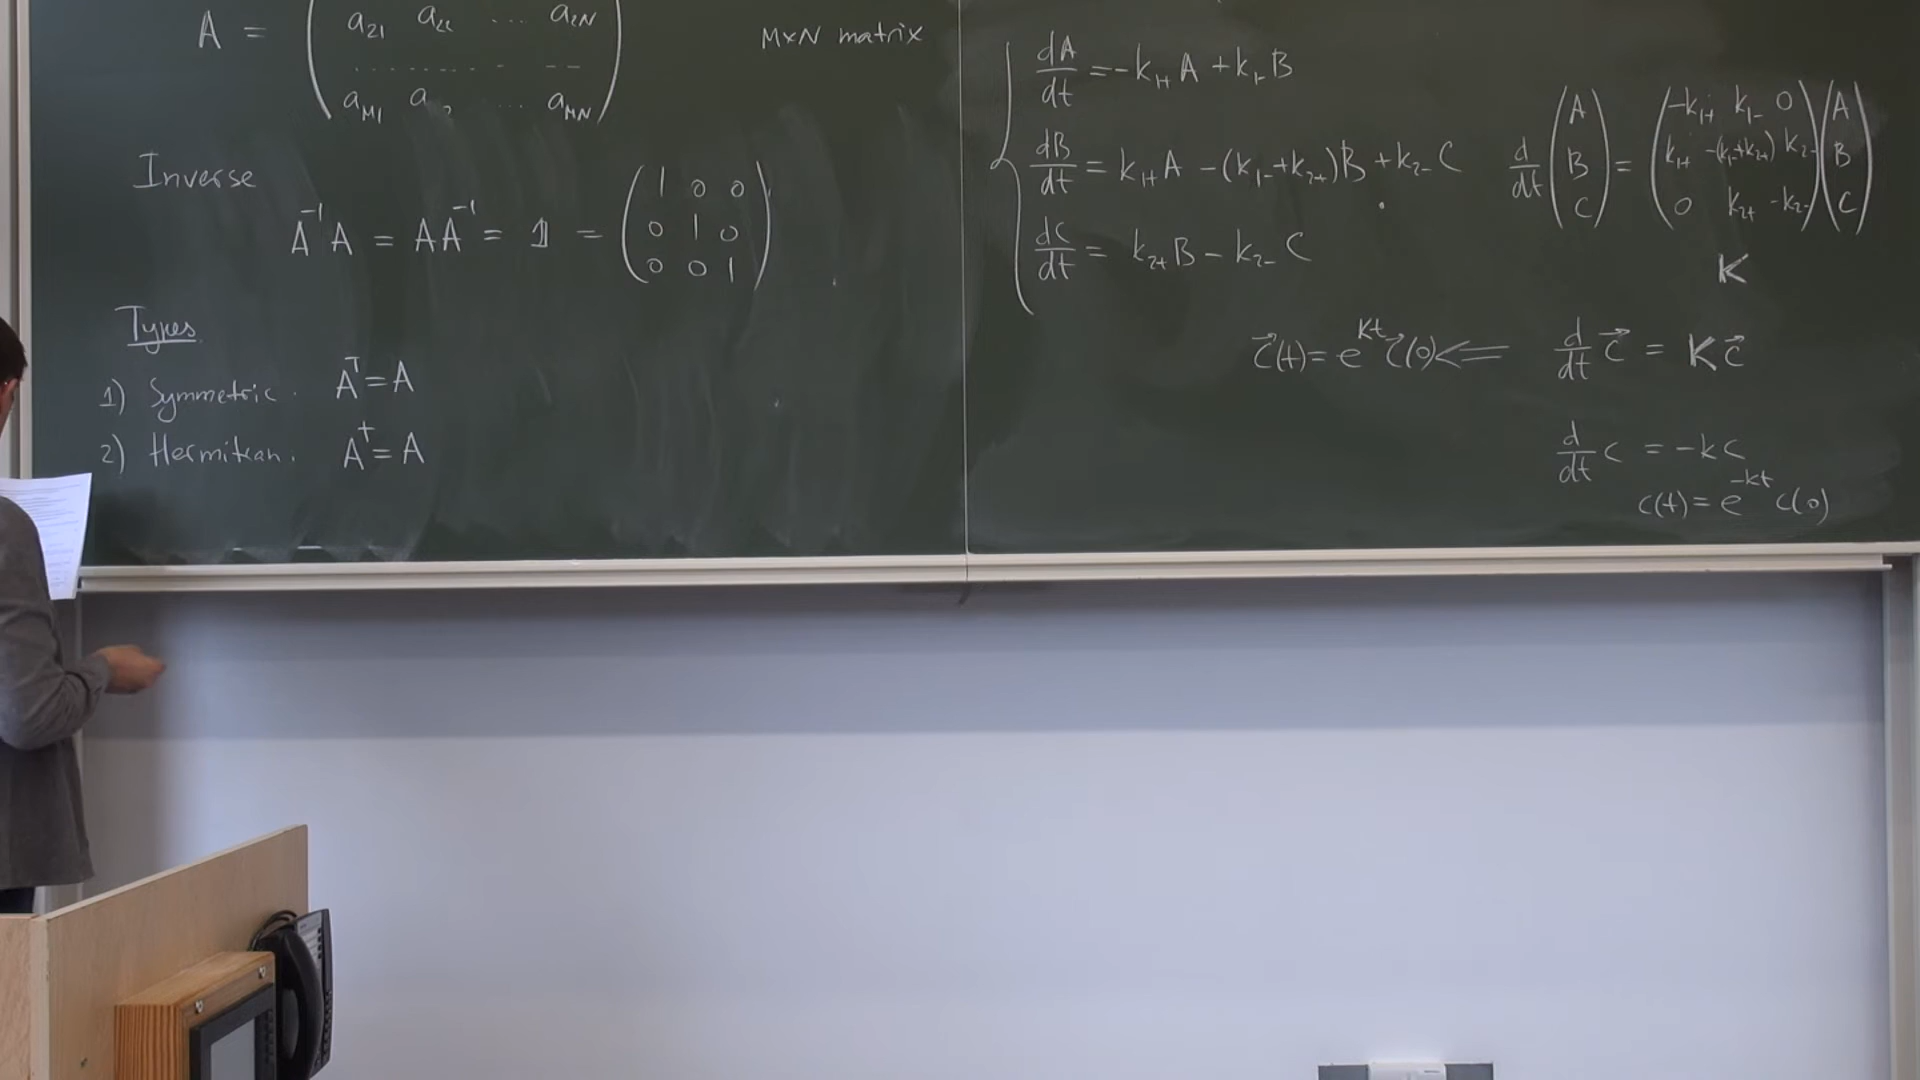 A = ( a₂₁ a₂₂ ... a₂N
..........
a_M1 a ₂ ... a_MN )
M×N matrix
Inverse
A⁻¹A = AA⁻¹ = 𝟙 = ( 1 0 0
0 1 0
0 0 1 )
Types
1) Symmetric. Aᵀ = A
2) Hermitian. A† = A
dA/dt = -k₁₊A + k₁₋B
dB/dt = k₁₊A - (k₁₋+k₂₊)B + k₂₋C
dC/dt = k₂₊B - k₂₋C
d/dt (A B C) = ( -k₁₊ k₁₋ 0
k₁₊ -(k₁₋+k₂₊) k₂₋
0 k₂₊ -k₂₋ ) (A B C)
K
c⃗(t) = e^{Kt} c⃗(0) <== d/dt c⃗ = K c⃗
d/dt c = -kc
c(t) = e^{-kt} c(0)